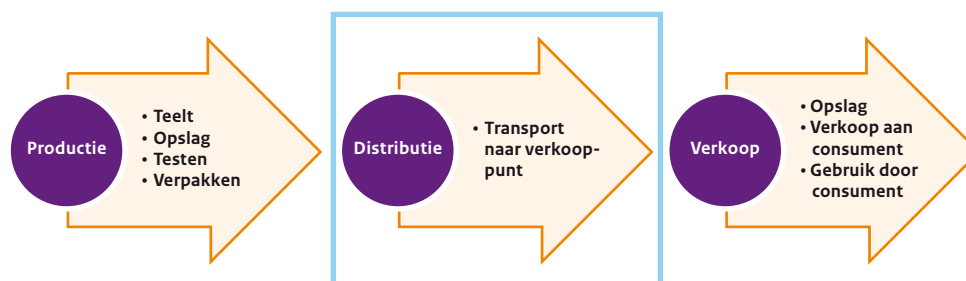 Productie
• Teelt
• Opslag
• Testen
• Verpakken
Distributie
• Transport
naar verkoop-
punt
Verkoop
• Opslag
• Verkoop aan
consument
• Gebruik door
consument